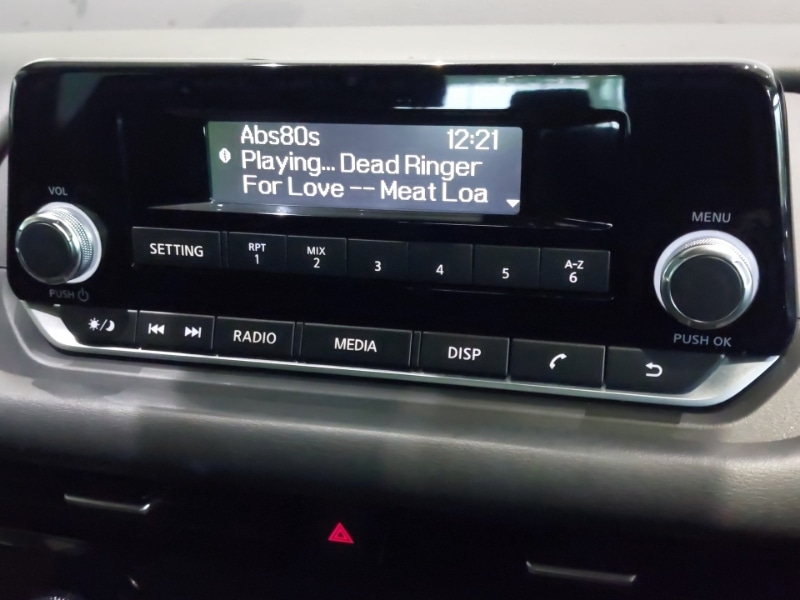 Abs80s 12:21
Playing... Dead Ringer
For Love -- Meat Loa
VOL
MENU
SETTING
RPT
1
MIX
2
3
4
5
A-Z
6
PUSH
PUSH OK
RADIO
MEDIA
DISP